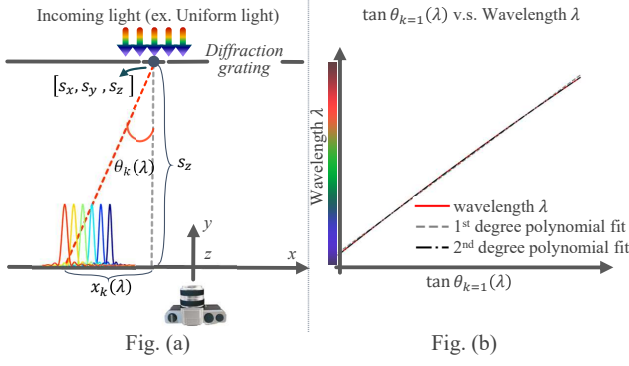 Incoming light (ex. Uniform light)
Diffraction
grating
[s_x, s_y , s_z]
θ_k(λ)
s_z
y
z
x
x_k(λ)
Fig. (a)
tan θ_{k=1}(λ) v.s. Wavelength λ
Wavelength λ
wavelength λ
1st degree polynomial fit
2nd degree polynomial fit
tan θ_{k=1}(λ)
Fig. (b)